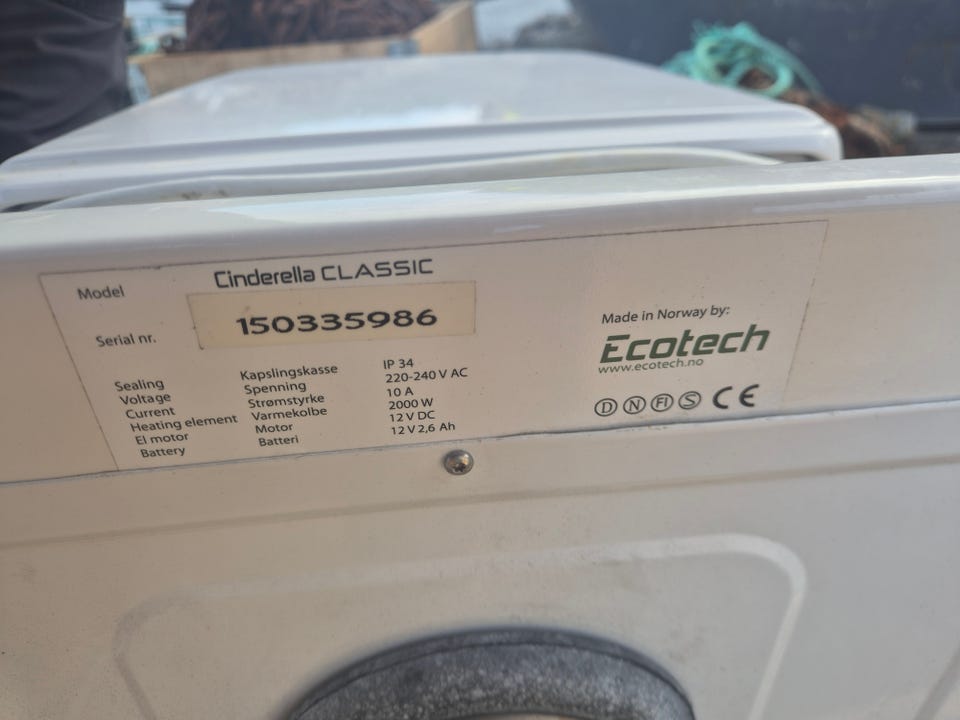 Model Cinderella CLASSIC
Serial nr. 150335986
Sealing Kapslingskasse IP 34
Voltage Spenning 220-240 V AC
Current Strømstyrke 10 A
Heating element Varmekolbe 2000 W
El motor Motor 12 V DC
Battery Batteri 12 V 2,6 Ah
Made in Norway by:
Ecotech
www.ecotech.no
D N FI S CE